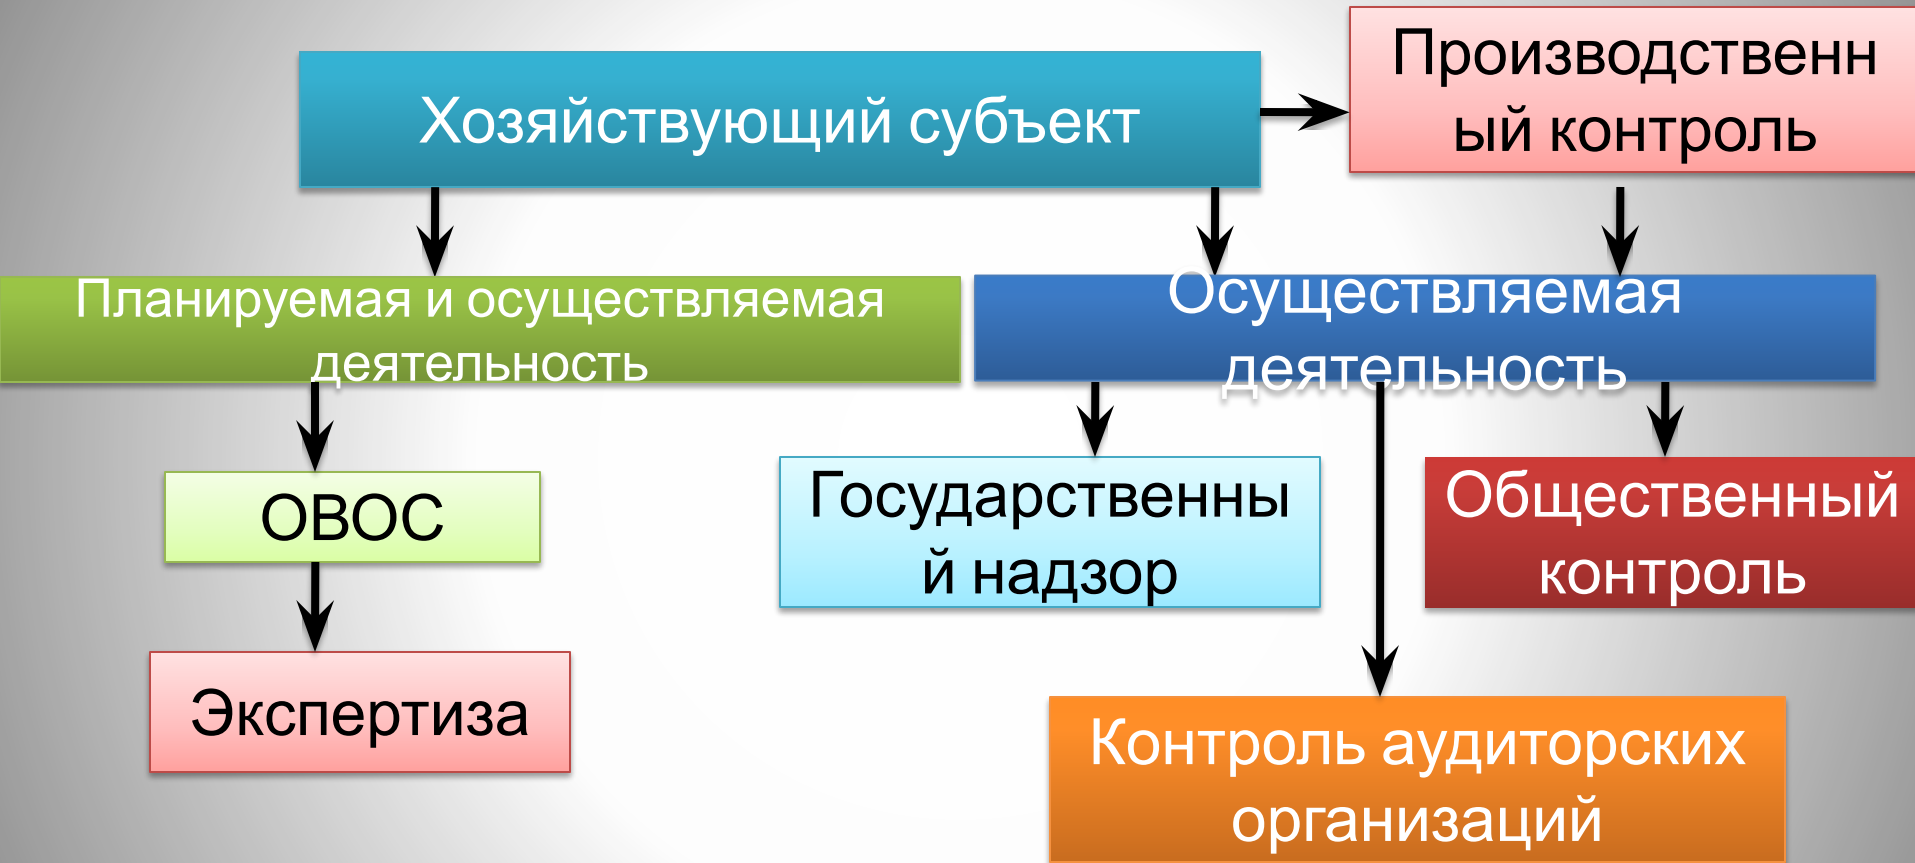 Хозяйствующий субъект
Производственн
ый контроль
Планируемая и осуществляемая
деятельность
Осуществляемая
деятельность
ОВОС
Государственны
й надзор
Общественный
контроль
Экспертиза
Контроль аудиторских
организаций